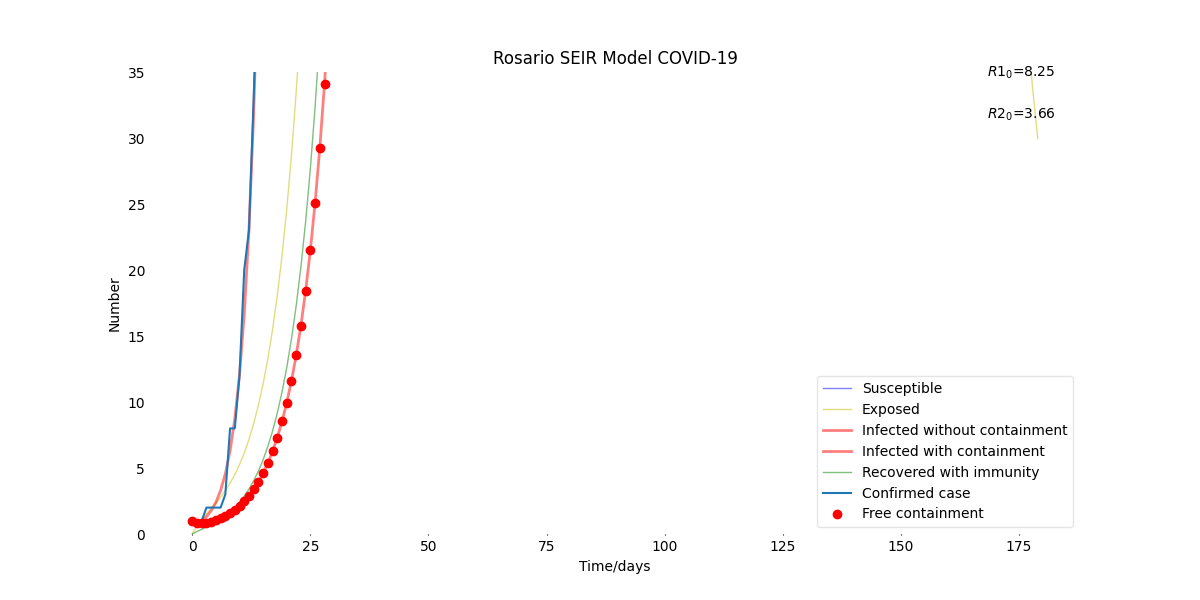 Rosario SEIR Model COVID-19
R1₀=8.25
R2₀=3.66
Number
35
30
25
20
15
10
5
0
0 25 50 75 100 125 150 175
Time/days
Susceptible
Exposed
Infected without containment
Infected with containment
Recovered with immunity
Confirmed case
Free containment